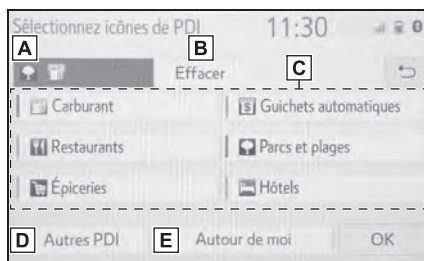 Sélectionnez icônes de PDI 11:30
A B
Effacer
C
Carburant Guichets automatiques
Restaurants Parcs et plages
Épiceries Hôtels
D Autres PDI E Autour de moi OK